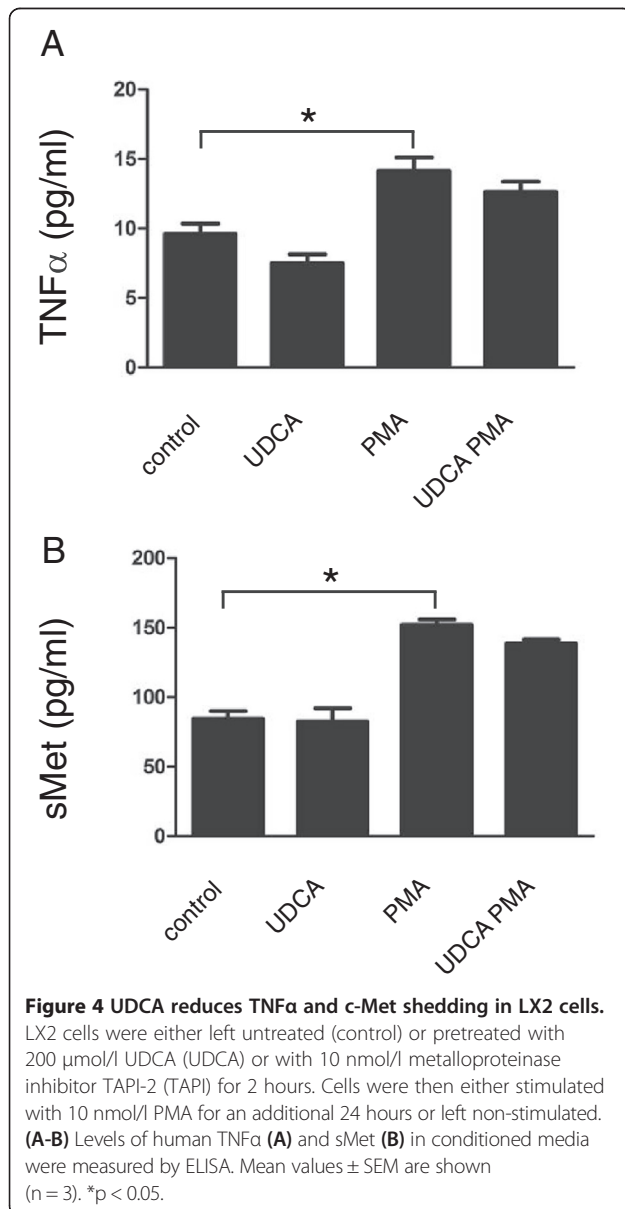 A
TNFα (pg/ml)
20
15
10
5
0
*
control
UDCA
PMA
UDCA PMA
B
sMet (pg/ml)
200
150
100
50
0
*
control
UDCA
PMA
UDCA PMA
Figure 4 UDCA reduces TNFα and c-Met shedding in LX2 cells.
LX2 cells were either left untreated (control) or pretreated with
200 μmol/l UDCA (UDCA) or with 10 nmol/l metalloproteinase
inhibitor TAPI-2 (TAPI) for 2 hours. Cells were then either stimulated
with 10 nmol/l PMA for an additional 24 hours or left non-stimulated.
(A-B) Levels of human TNFα (A) and sMet (B) in conditioned media
were measured by ELISA. Mean values ± SEM are shown
(n = 3). *p < 0.05.